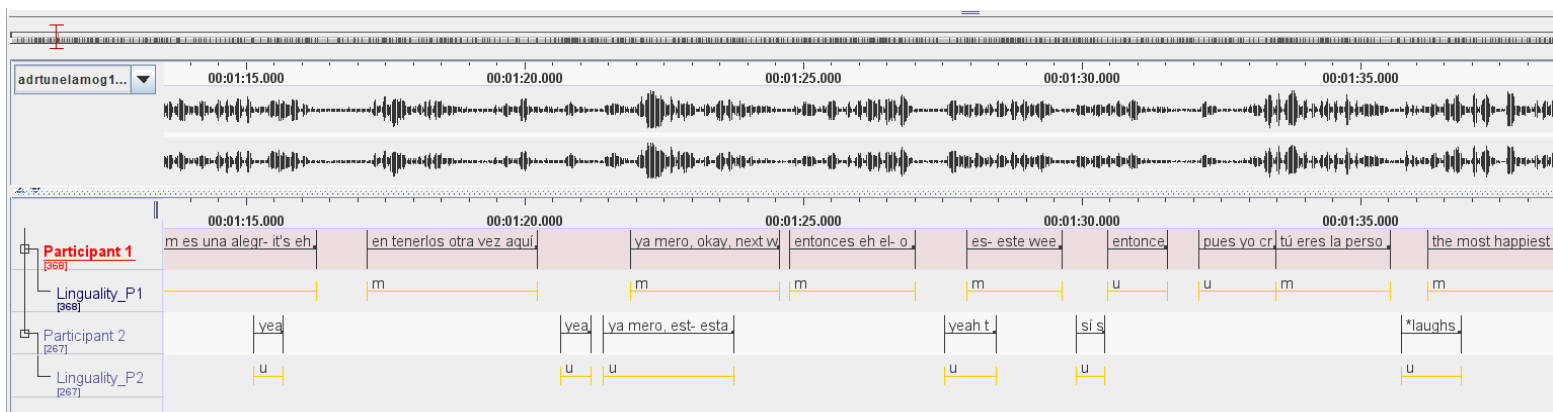 adrtunelamog1...
00:01:15.000 00:01:20.000 00:01:25.000 00:01:30.000 00:01:35.000
00:01:15.000 00:01:20.000 00:01:25.000 00:01:30.000 00:01:35.000
Participant 1 m es una alegr- it's eh en tenerlos otra vez aquí, ya mero, okay, next w entonces eh el- o es- este wee entonce pues yo cr tú eres la perso the most happiest
[368]
Linguality_P1 m m m m u u m m
[368]
Participant 2 yea yea ya mero, est- esta yeah t sí s *laughs
[267]
Linguality_P2 u u u u u u
[267]